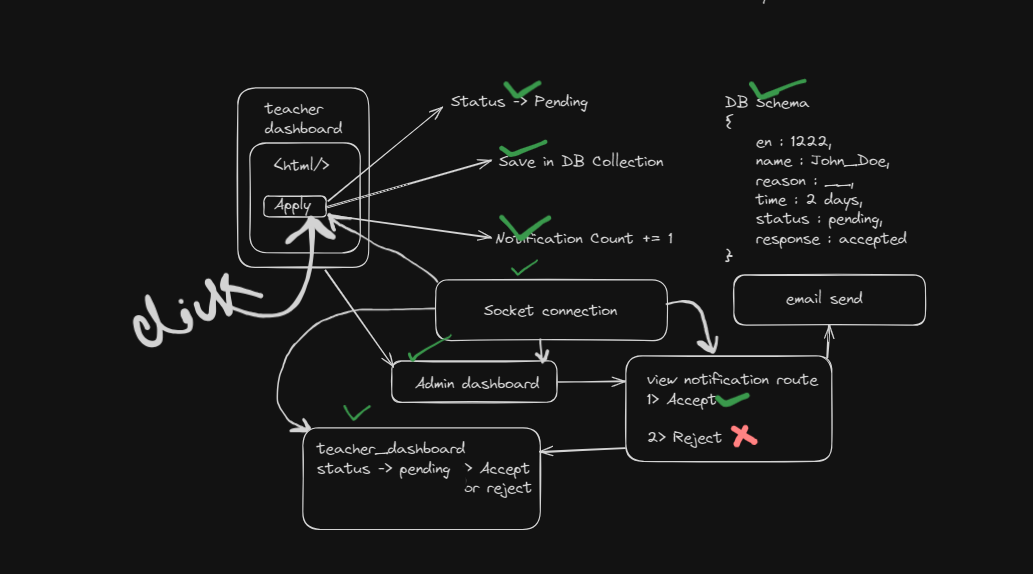 teacher
dashboard
<html/>
Apply
click
Status -> Pending
Save in DB Collection
Notification Count += 1
DB Schema
{
en : 1222,
name : John_Doe,
reason : ___,
time : 2 days,
status : pending,
response : accepted
}
Socket connection
email send
Admin dashboard
view notification route
1> Accept
2> Reject
teacher_dashboard
status -> pending > Accept
or reject